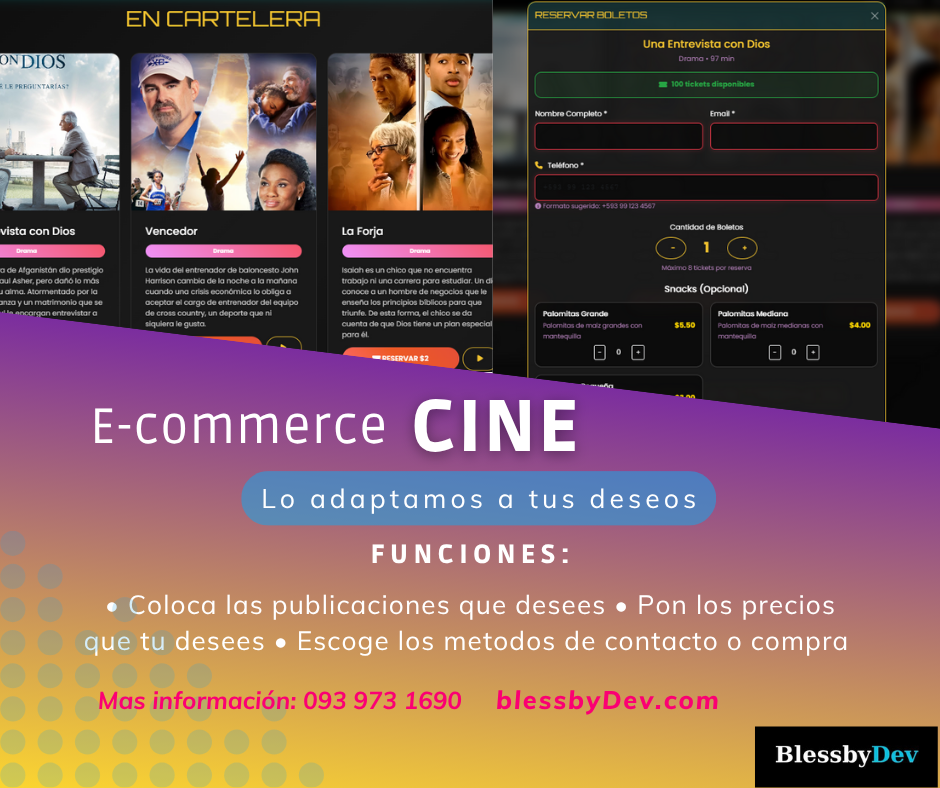 EN CARTELERA
ON DIOS
LE PREGUNTARIAS?
vista con Dios
Drama
ra de Afganistán dio prestigio
aul Asher, pero dañó lo más
u alma. Atormentado por la
anza y un matrimonio que se
le encargan entrevistar a
Vencedor
Drama
La vida del entrenador de baloncesto John
Harrison cambia de la noche a la mañana
cuando una crisis económica lo obliga a
aceptar el cargo de entrenador del equipo
de cross country, un deporte que ni
siquiera le gusta.
La Forja
Drama
Isaiah es un chico que no encuentra
trabajo ni una carrera para estudiar. Un dí
conoce a un hombre de negocios que le
enseña los principios bíblicos para que
triunfe. De esta forma, el chico se da
cuenta de que Dios tiene un plan especial
para él.
RESERVAR $2
RESERVAR BOLETOS
Una Entrevista con Dios
Drama • 97 min
100 tickets disponibles
Nombre Completo *
Email *
Teléfono *
Formato sugerido: +593 99 123 4567
Cantidad de Boletos
- 1 +
Máximo 8 tickets por reserva
Snacks (Opcional)
Palomitas Grande
Palomitas de maíz grandes con
mantequilla
$5.50
- 0 +
Palomitas Mediana
Palomitas de maíz medianas con
mantequilla
$4.00
- 0 +
E-commerce CINE
Lo adaptamos a tus deseos
FUNCIONES:
• Coloca las publicaciones que desees • Pon los precios
que tu desees • Escoge los metodos de contacto o compra
Mas información: 093 973 1690 blessbyDev.com
BlessbyDev